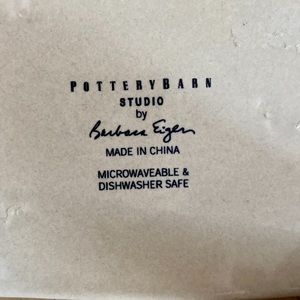 POTTERYBARN
STUDIO
by
Barbara Eigen
MADE IN CHINA
MICROWAVEABLE &
DISHWASHER SAFE